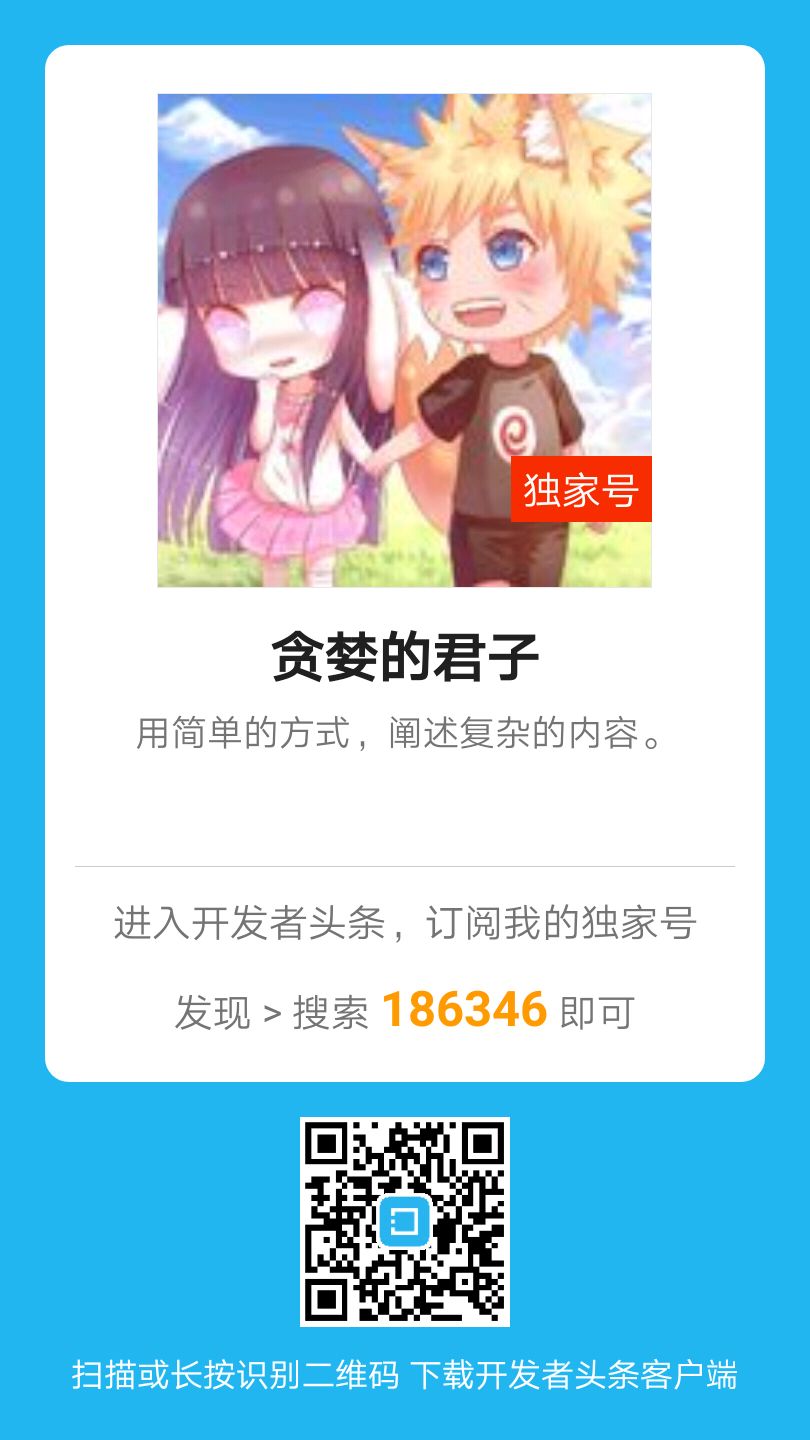 独家号
贪婪的君子
用简单的方式，阐述复杂的内容。
进入开发者头条，订阅我的独家号
发现 > 搜索 186346 即可
扫描或长按识别二维码 下载开发者头条客户端